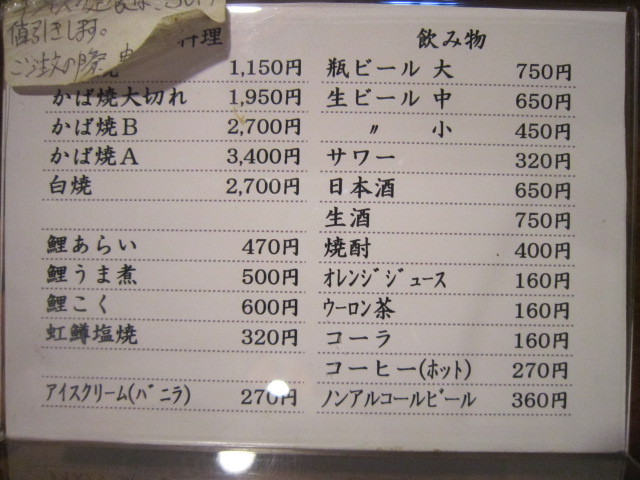 値引きします。
ご注文の際
料理
焼 1,150円
かば焼大切れ 1,950円
かば焼B 2,700円
かば焼A 3,400円
白焼 2,700円
鯉あらい 470円
鯉うま煮 500円
鯉こく 600円
虹鱒塩焼 320円
アイスクリーム(バニラ) 270円
飲み物
瓶ビール 大 750円
生ビール 中 650円
〃 小 450円
サワー 320円
日本酒 650円
生酒 750円
焼酎 400円
オレンジジュース 160円
ウーロン茶 160円
コーラ 160円
コーヒー(ホット) 270円
ノンアルコールビール 360円